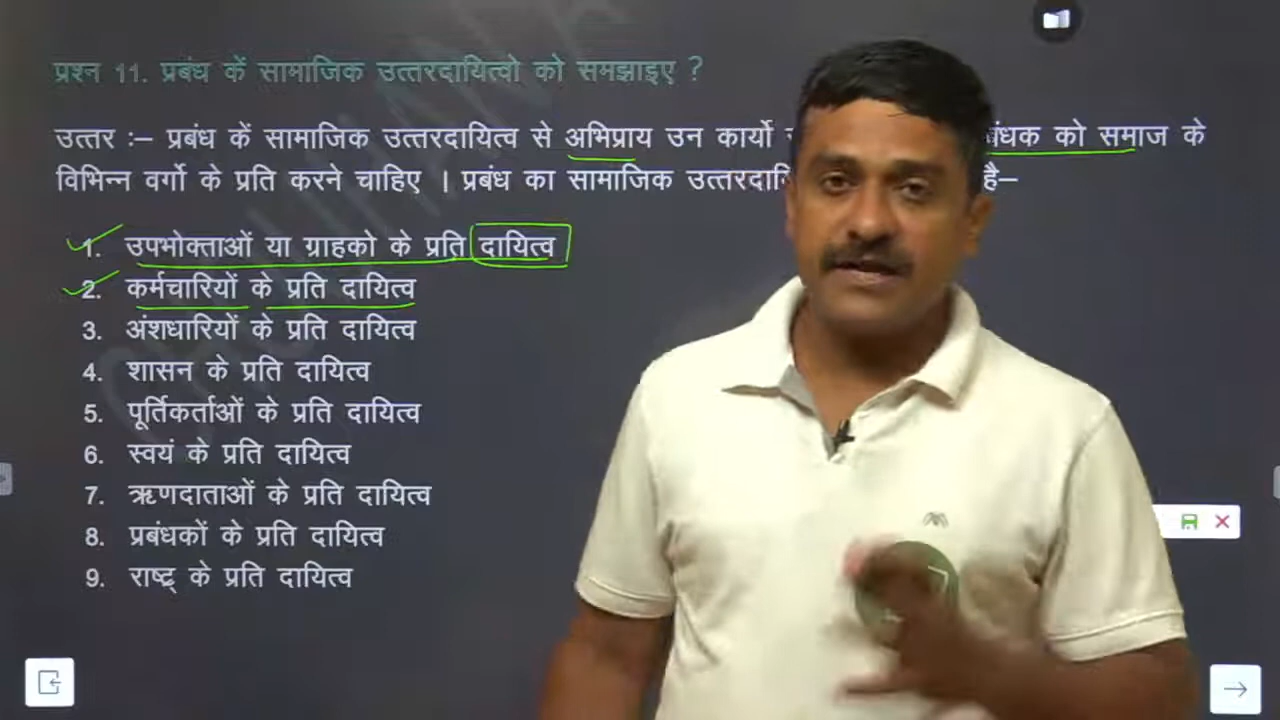 प्रश्न 11. प्रबंध कें सामाजिक उत्तरदायित्वो को समझाइए ?
उत्तर :– प्रबंध कें सामाजिक उत्तरदायित्व से अभिप्राय उन कार्यो बंधक को समाज के
विभिन्न वर्गो के प्रति करने चाहिए । प्रबंध का सामाजिक है–
1. उपभोक्ताओं या ग्राहको के प्रति दायित्व
2. कर्मचारियों के प्रति दायित्व
3. अंशधारियों के प्रति दायित्व
4. शासन के प्रति दायित्व
5. पूर्तिकर्ताओं के प्रति दायित्व
6. स्वयं के प्रति दायित्व
7. ऋणदाताओं के प्रति दायित्व
8. प्रबंधकों के प्रति दायित्व
9. राष्ट्र के प्रति दायित्व